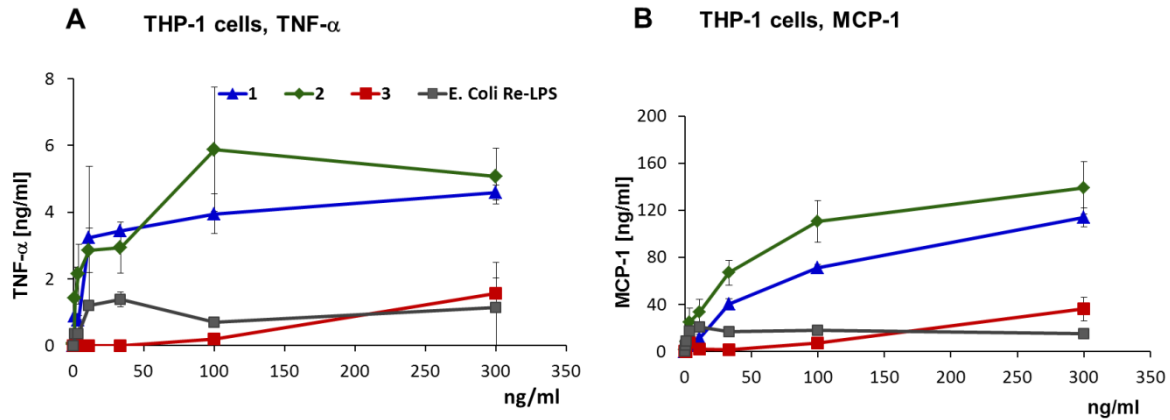 A THP-1 cells, TNF-α
TNF-α [ng/ml]
8
6
4
2
0
1 2 3 E. Coli Re-LPS
0 50 100 150 200 250 300 350
ng/ml
B THP-1 cells, MCP-1
MCP-1 [ng/ml]
200
160
120
80
40
0
0 50 100 150 200 250 300 350
ng/ml